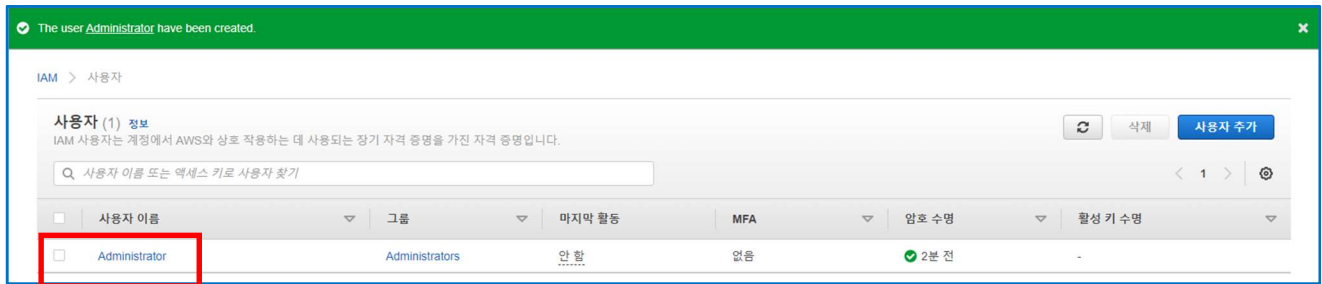 The user Administrator have been created.
IAM > 사용자
사용자 (1) 정보
IAM 사용자는 계정에서 AWS와 상호 작용하는 데 사용되는 장기 자격 증명을 가진 자격 증명입니다.
삭제 사용자 추가
사용자 이름 또는 액세스 키로 사용자 찾기
< 1 >
사용자 이름 그룹 마지막 활동 MFA 암호 수명 활성 키 수명
Administrator Administrators 안 함 없음 2분 전 -